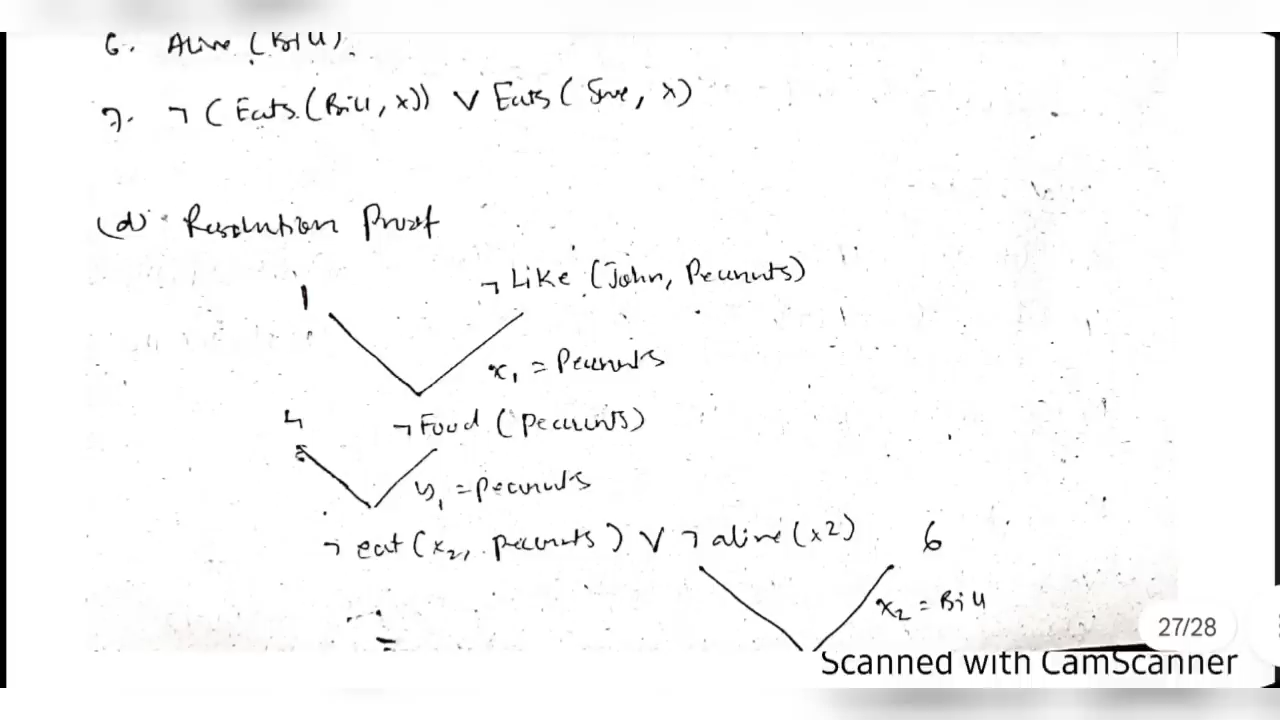 6. Alive (Bill).
7. ¬ (Eats (Bill, x)) ∨ Eats (Sue, x)
(d) Resolution Proof
1 ¬ Like (John, Peanuts)
x₁ = Peanuts
4 ¬ Food (Peanuts)
y₁ = peanuts
¬ eat (x₂, peanuts) ∨ ¬ alive (x2) 6
x₂ = Bill
27/28
Scanned with CamScanner